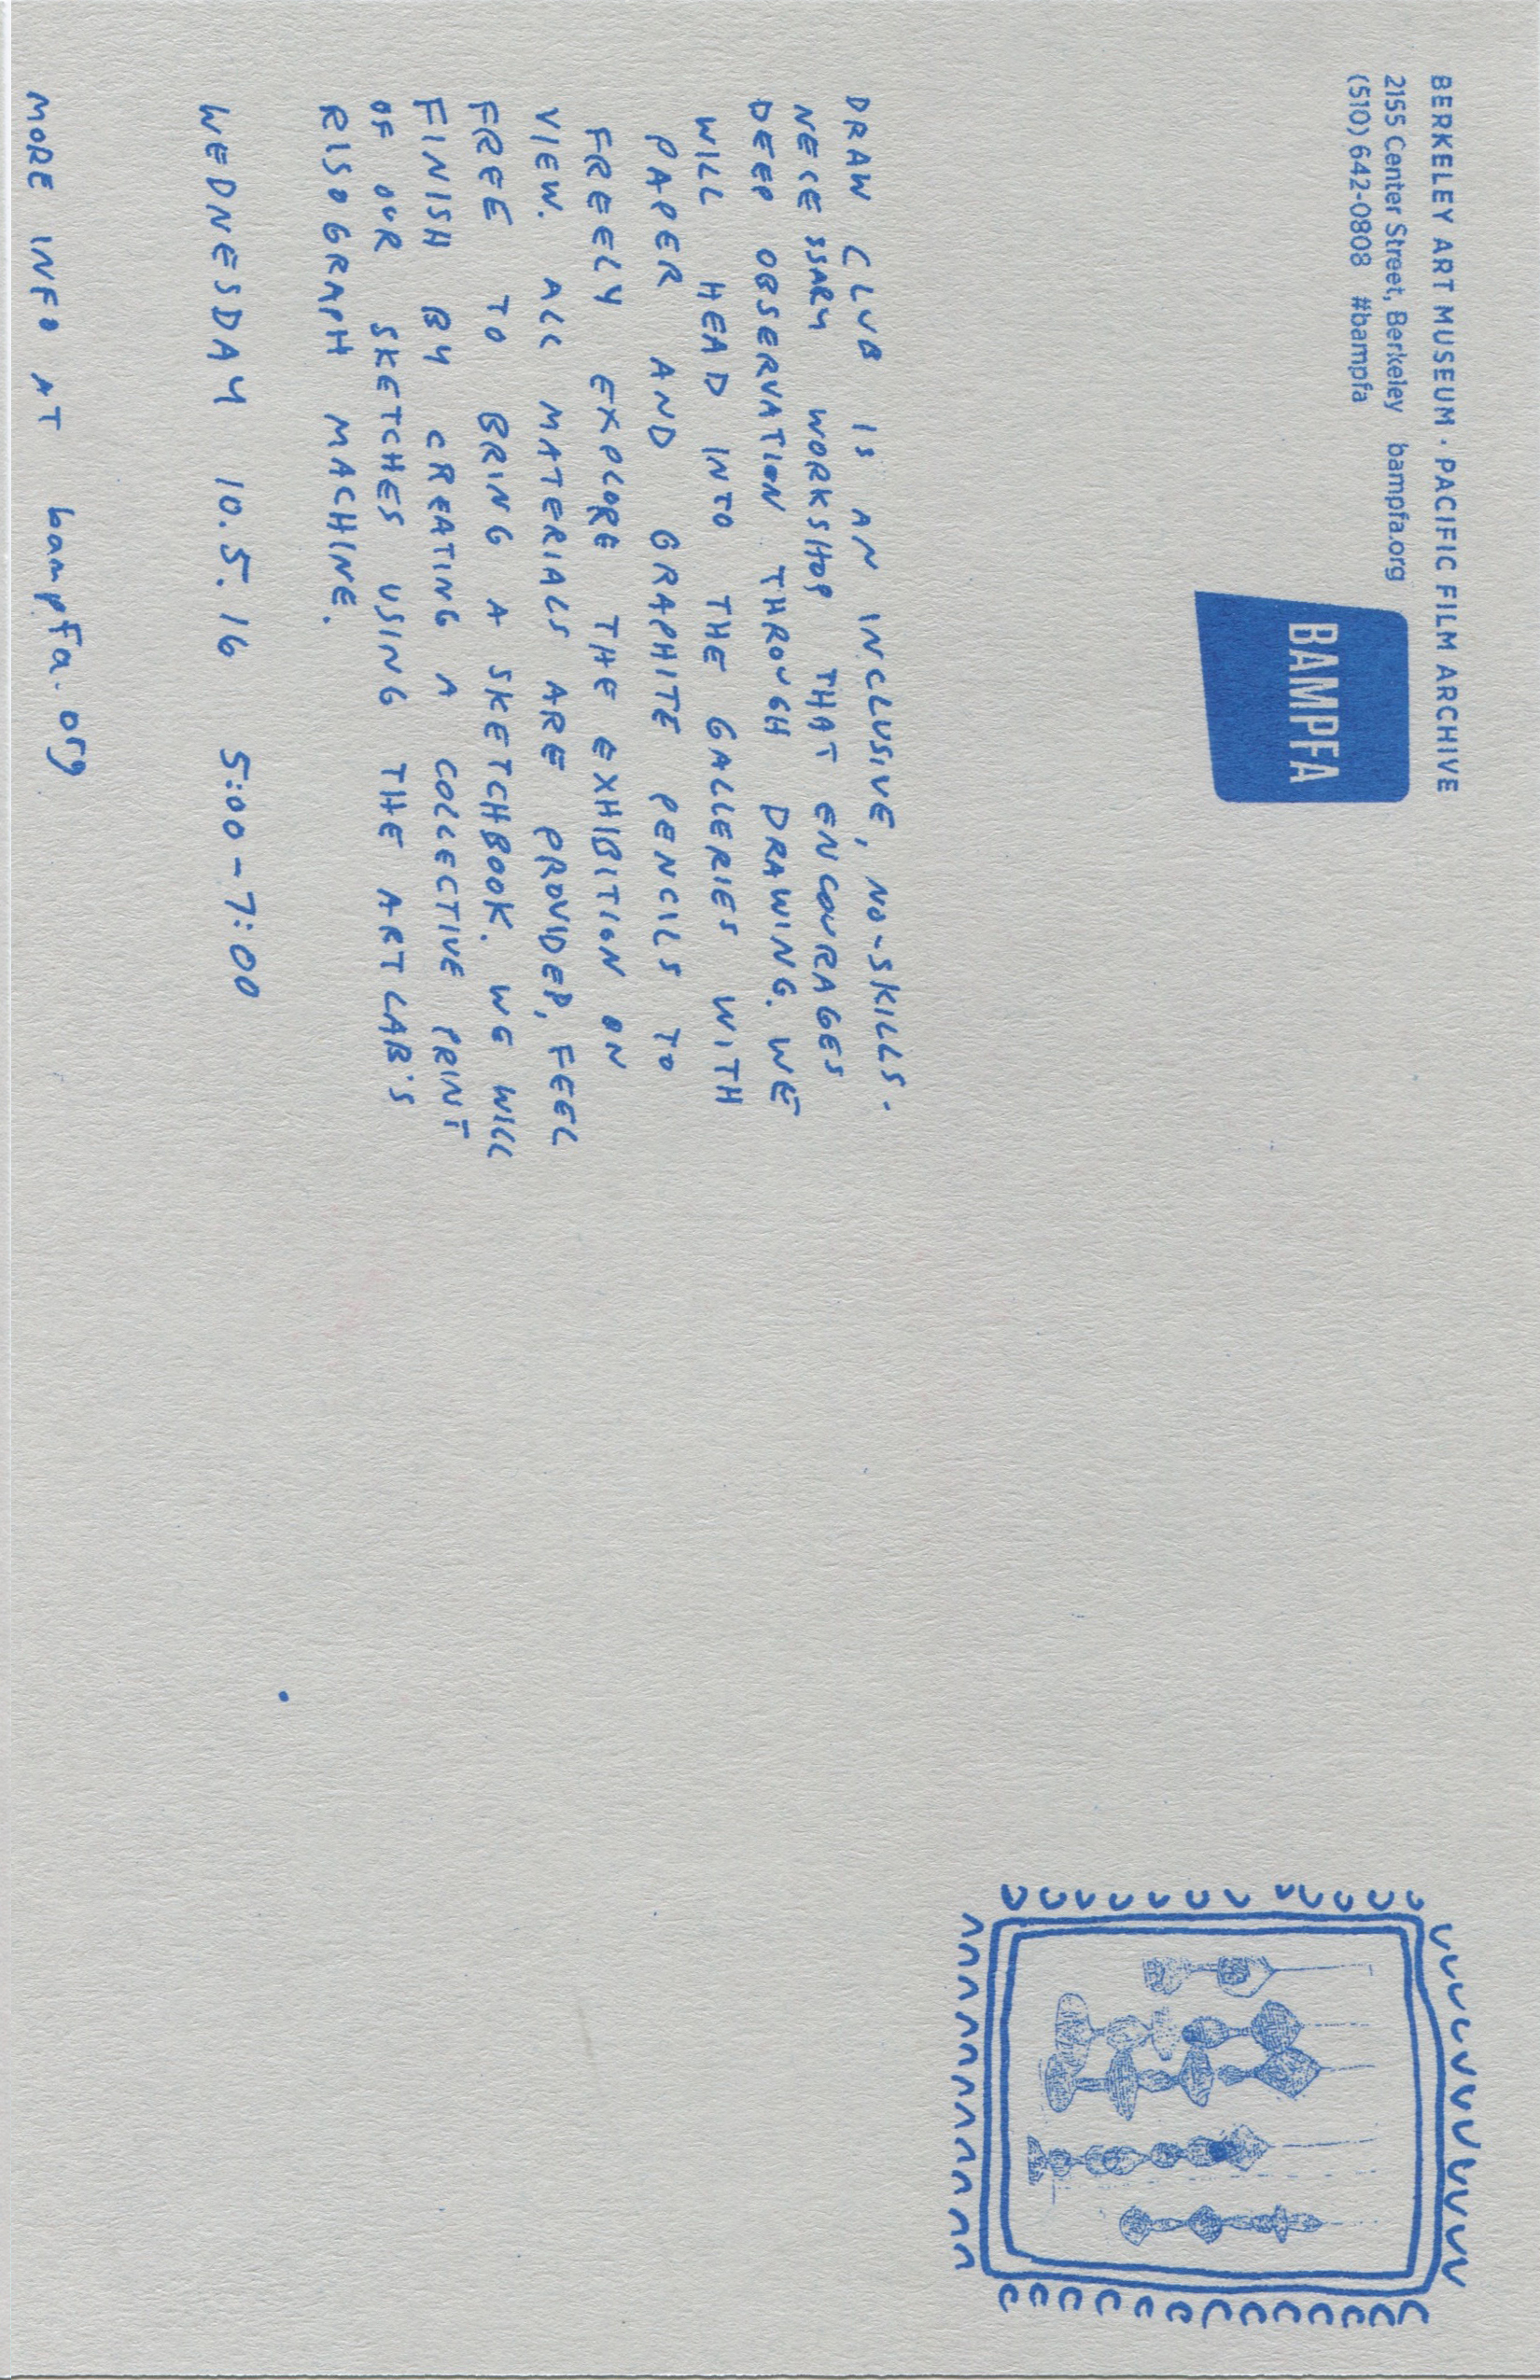 BERKELEY ART MUSEUM · PACIFIC FILM ARCHIVE
2155 Center Street, Berkeley bampfa.org
(510) 642-0808 #bampfa
BAMPFA
DRAW CLUB IS AN INCLUSIVE, NO-SKILLS-
NECESSARY WORKSHOP THAT ENCOURAGES
DEEP OBSERVATION THROUGH DRAWING. WE
WILL HEAD INTO THE GALLERIES WITH
PAPER AND GRAPHITE PENCILS TO
FREELY EXPLORE THE EXHIBITION ON
VIEW. ALL MATERIALS ARE PROVIDED, FEEL
FREE TO BRING A SKETCHBOOK. WE WILL
FINISH BY CREATING A COLLECTIVE PRINT
OF OUR SKETCHES USING THE ART LAB'S
RISOGRAPH MACHINE.
WEDNESDAY 10.5.16 5:00-7:00
MORE INFO AT bampfa.org